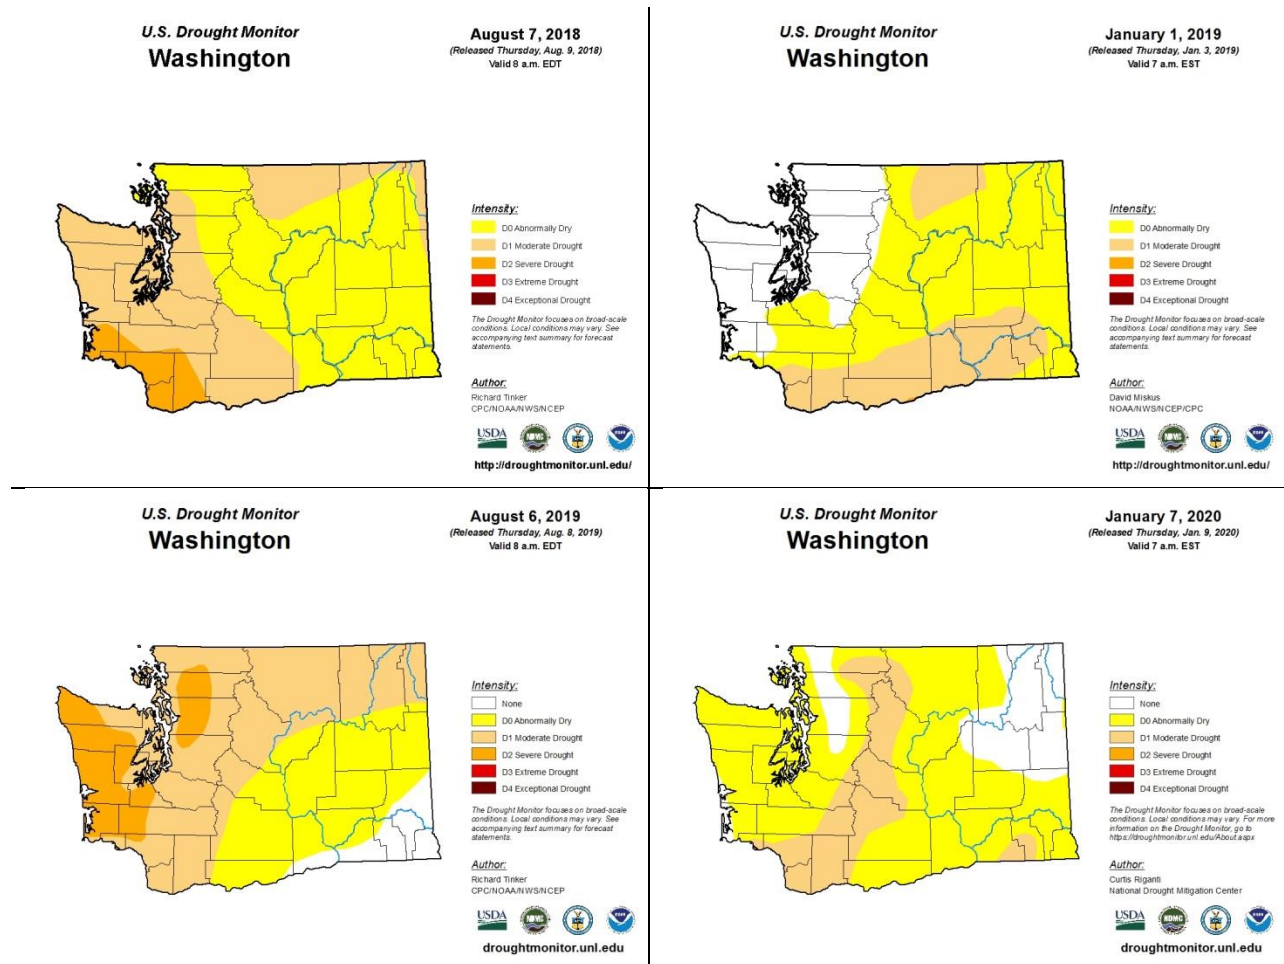 U.S. Drought Monitor
Washington
August 7, 2018
(Released Thursday, Aug. 9, 2018)
Valid 8 a.m. EDT
Intensity:
D0 Abnormally Dry
D1 Moderate Drought
D2 Severe Drought
D3 Extreme Drought
D4 Exceptional Drought
The Drought Monitor focuses on broad-scale
conditions. Local conditions may vary. See
accompanying text summary for forecast
statements.
Author:
Richard Tinker
CPC/NOAA/NWS/NCEP
USDA
NDMC
http://droughtmonitor.unl.edu/
U.S. Drought Monitor
Washington
January 1, 2019
(Released Thursday, Jan. 3, 2019)
Valid 7 a.m. EST
Intensity:
D0 Abnormally Dry
D1 Moderate Drought
D2 Severe Drought
D3 Extreme Drought
D4 Exceptional Drought
The Drought Monitor focuses on broad-scale
conditions. Local conditions may vary. See
accompanying text summary for forecast
statements.
Author:
David Miskus
NOAA/NWS/NCEP/CPC
USDA
NDMC
http://droughtmonitor.unl.edu/
U.S. Drought Monitor
Washington
August 6, 2019
(Released Thursday, Aug. 8, 2019)
Valid 8 a.m. EDT
Intensity:
None
D0 Abnormally Dry
D1 Moderate Drought
D2 Severe Drought
D3 Extreme Drought
D4 Exceptional Drought
The Drought Monitor focuses on broad-scale
conditions. Local conditions may vary. See
accompanying text summary for forecast
statements.
Author:
Richard Tinker
CPC/NOAA/NWS/NCEP
USDA
NDMC
droughtmonitor.unl.edu
U.S. Drought Monitor
Washington
January 7, 2020
(Released Thursday, Jan. 9, 2020)
Valid 7 a.m. EST
Intensity:
None
D0 Abnormally Dry
D1 Moderate Drought
D2 Severe Drought
D3 Extreme Drought
D4 Exceptional Drought
The Drought Monitor focuses on broad-scale
conditions. Local conditions may vary. For more
information on the Drought Monitor, go to
https://droughtmonitor.unl.edu/About.aspx
Author:
Curtis Riganti
National Drought Mitigation Center
USDA
NDMC
droughtmonitor.unl.edu